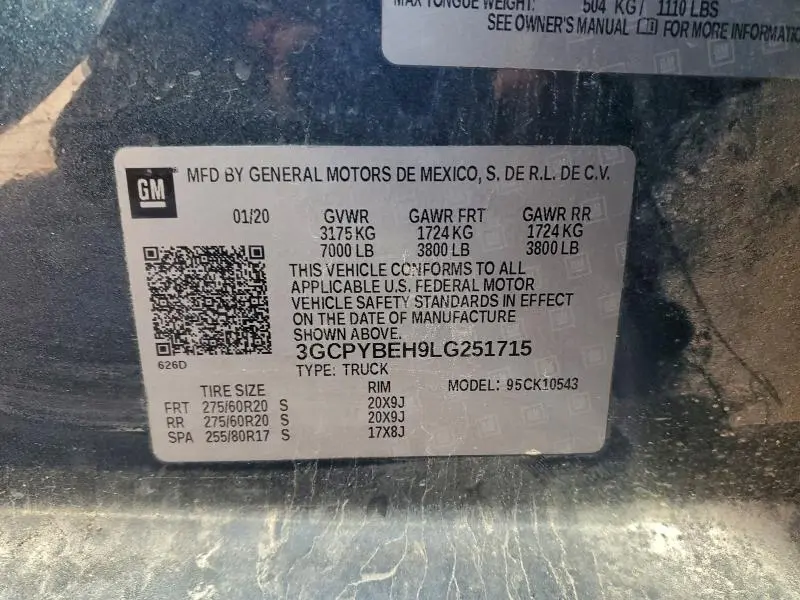 MAX TONGUE WEIGHT: 504 KG/ 1110 LBS
SEE OWNER'S MANUAL FOR MORE INFORMATIO
GM MFD BY GENERAL MOTORS DE MEXICO, S. DE R.L. DE C.V.
01/20 GVWR GAWR FRT GAWR RR
3175 KG 1724 KG 1724 KG
7000 LB 3800 LB 3800 LB
THIS VEHICLE CONFORMS TO ALL
APPLICABLE U.S. FEDERAL MOTOR
VEHICLE SAFETY STANDARDS IN EFFECT
ON THE DATE OF MANUFACTURE
SHOWN ABOVE.
626D 3GCPYBEH9LG251715
TYPE: TRUCK MODEL: 95CK10543
TIRE SIZE RIM
FRT 275/60R20 S 20X9J
RR 275/60R20 S 20X9J
SPA 255/80R17 S 17X8J